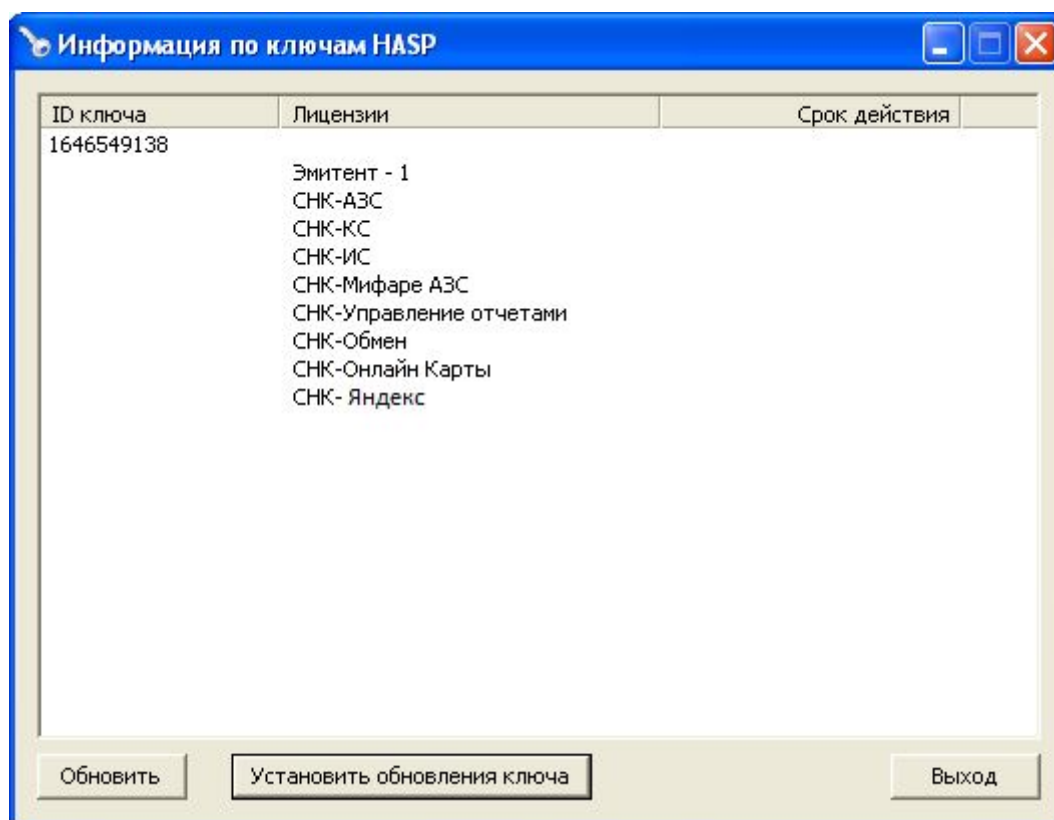 Информация по ключам HASP
ID ключа Лицензии Срок действия
1646549138
Эмитент - 1
СНК-АЗС
СНК-КС
СНК-ИС
СНК-Мифаре АЗС
СНК-Управление отчетами
СНК-Обмен
СНК-Онлайн Карты
СНК- Яндекс
Обновить Установить обновления ключа Выход